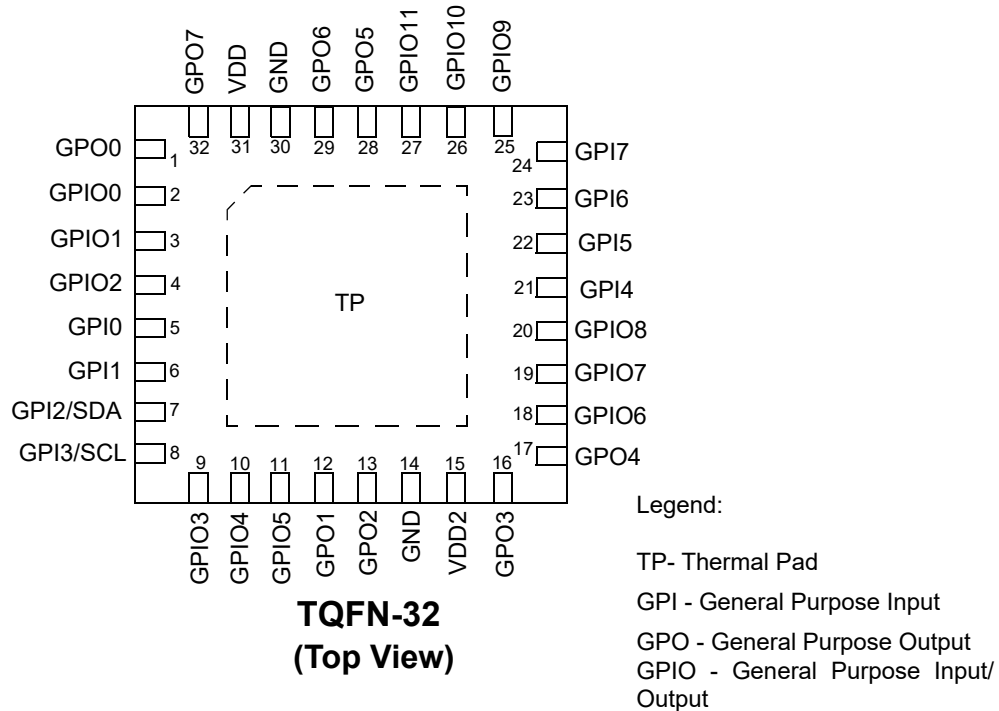 GPO7 VDD GND GPO6 GPO5 GPIO11 GPIO10 GPIO9
32 31 30 29 28 27 26 25
GPO0 1 24 GPI7
GPIO0 2 23 GPI6
GPIO1 3 22 GPI5
GPIO2 4 21 GPI4
TP
GPI0 5 20 GPIO8
GPI1 6 19 GPIO7
GPI2/SDA 7 18 GPIO6
GPI3/SCL 8 17 GPO4
9 10 11 12 13 14 15 16
GPIO3 GPIO4 GPIO5 GPO1 GPO2 GND VDD2 GPO3
TQFN-32
(Top View)
Legend:
TP- Thermal Pad
GPI - General Purpose Input
GPO - General Purpose Output
GPIO - General Purpose Input/
Output